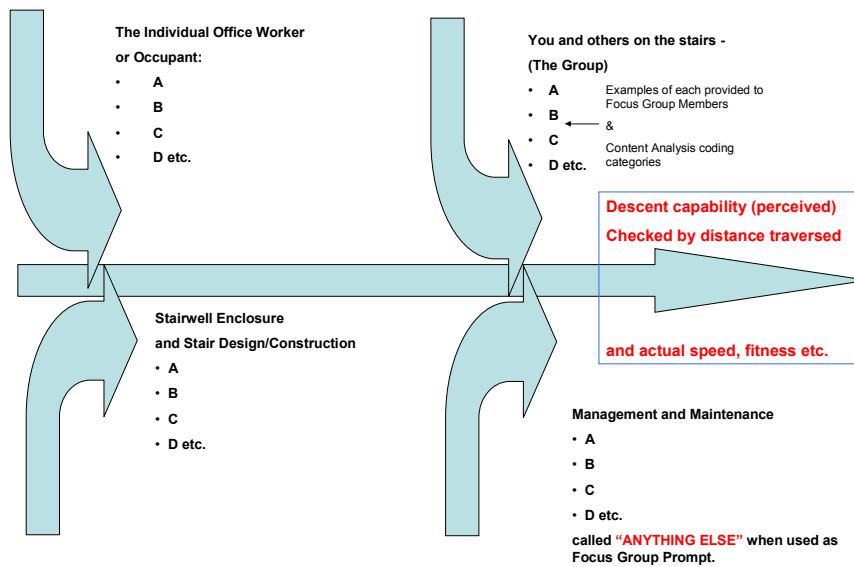 The Individual Office Worker
or Occupant:
• A
• B
• C
• D etc.
You and others on the stairs -
(The Group)
• A
• B
• C
• D etc.
Examples of each provided to
Focus Group Members
&
Content Analysis coding
categories
Descent capability (perceived)
Checked by distance traversed
and actual speed, fitness etc.
Stairwell Enclosure
and Stair Design/Construction
• A
• B
• C
• D etc.
Management and Maintenance
• A
• B
• C
• D etc.
called “ANYTHING ELSE” when used as
Focus Group Prompt.